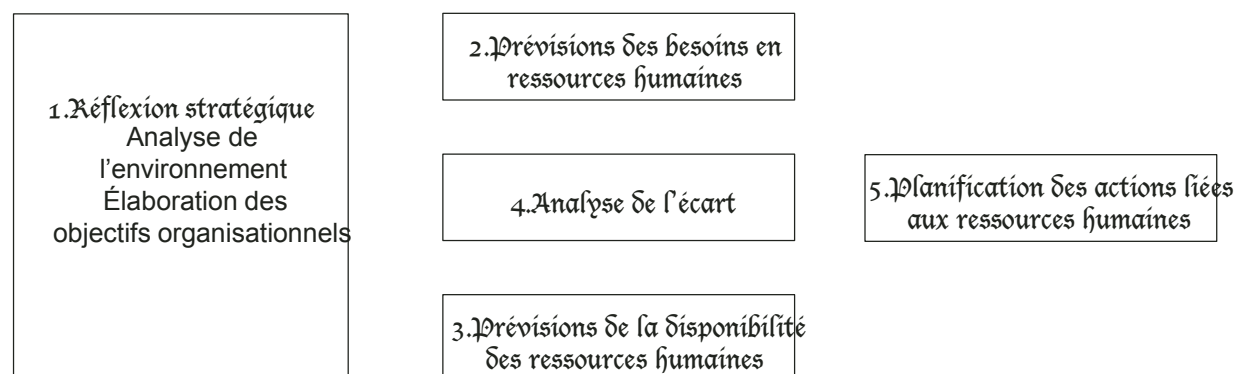 1.Réflexion stratégique
Analyse de
l'environnement
Élaboration des
objectifs organisationnels
2.Prévisions des besoins en
ressources humaines
3.Prévisions de la disponibilité
des ressources humaines
4.Analyse de l'écart
5.Planification des actions liées
aux ressources humaines